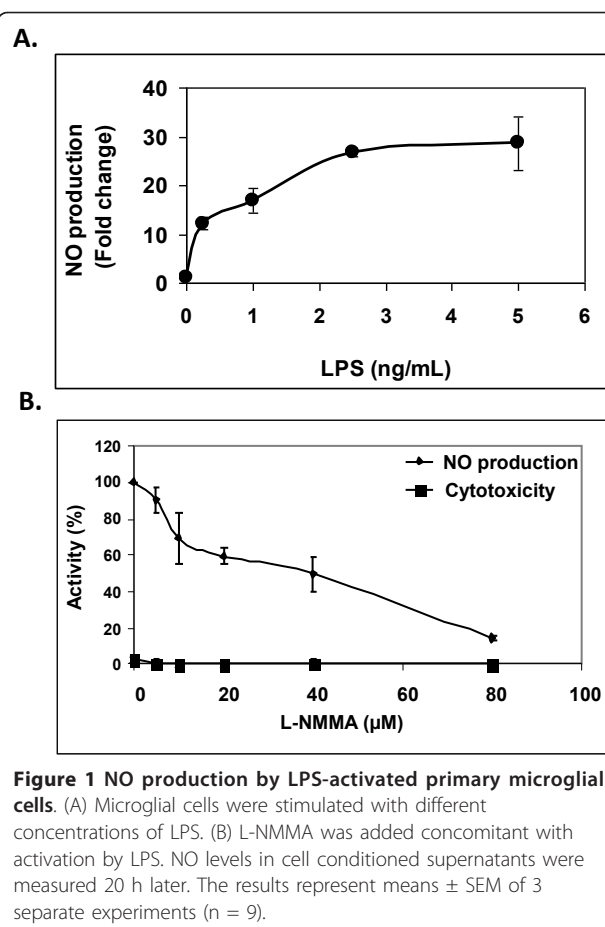 A.
NO production
(Fold change)
40
30
20
10
0
0 1 2 3 4 5 6
LPS (ng/mL)
B.
Activity (%)
120
100
80
60
40
20
0
NO production
Cytotoxicity
0 20 40 60 80 100
L-NMMA (µM)
Figure 1 NO production by LPS-activated primary microglial
cells. (A) Microglial cells were stimulated with different
concentrations of LPS. (B) L-NMMA was added concomitant with
activation by LPS. NO levels in cell conditioned supernatants were
measured 20 h later. The results represent means ± SEM of 3
separate experiments (n = 9).